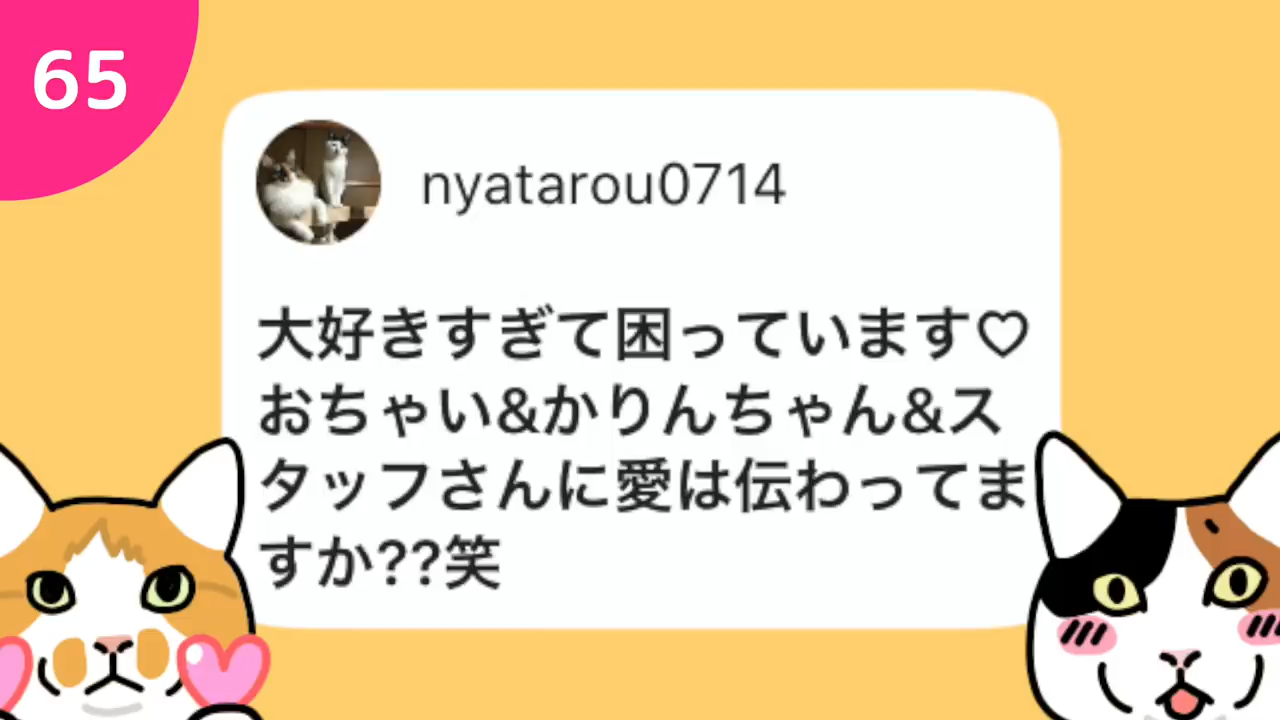 65
nyatarou0714
大好きすぎて困っています♡
おちゃい&かりんちゃん&ス
タッフさんに愛は伝わってま
すか??笑